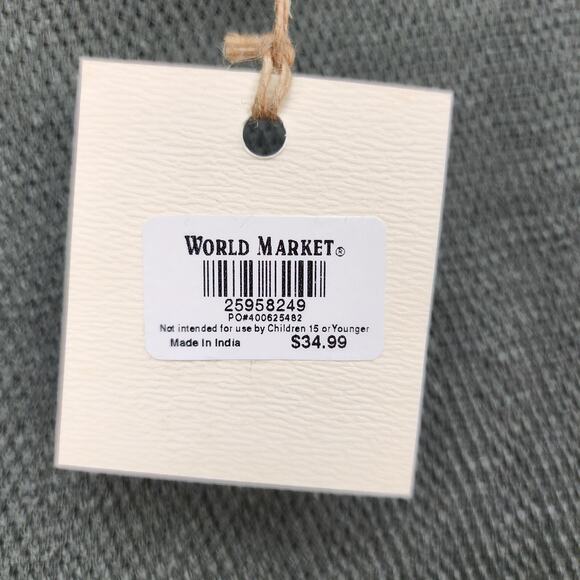 WORLD MARKET®
25958249
PO#400625482
Not intended for use by Children 15 or Younger
Made In India $34.99